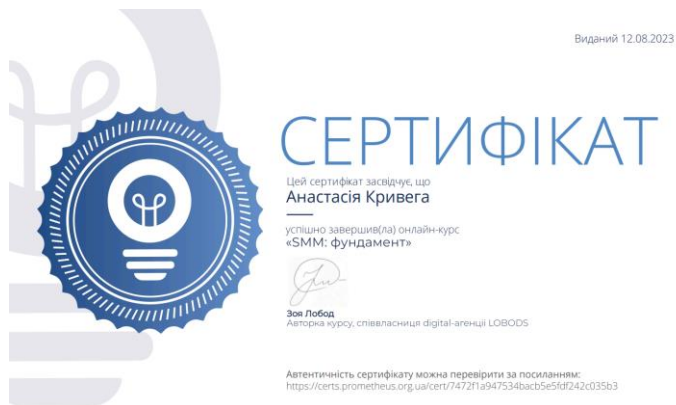 Виданий 12.08.2023
СЕРТИФІКАТ
Цей сертифікат засвідчує, що
Анастасія Кривега
успішно завершив(ла) онлайн-курс
«SMM: фундамент»
Зоя Лобод
Авторка курсу, співвласниця digital-агенції LOBODS
Автентичність сертифікату можна перевірити за посиланням:
https://certs.prometheus.org.ua/cert/7472f1a947534bacb5e5fdf242c035b3